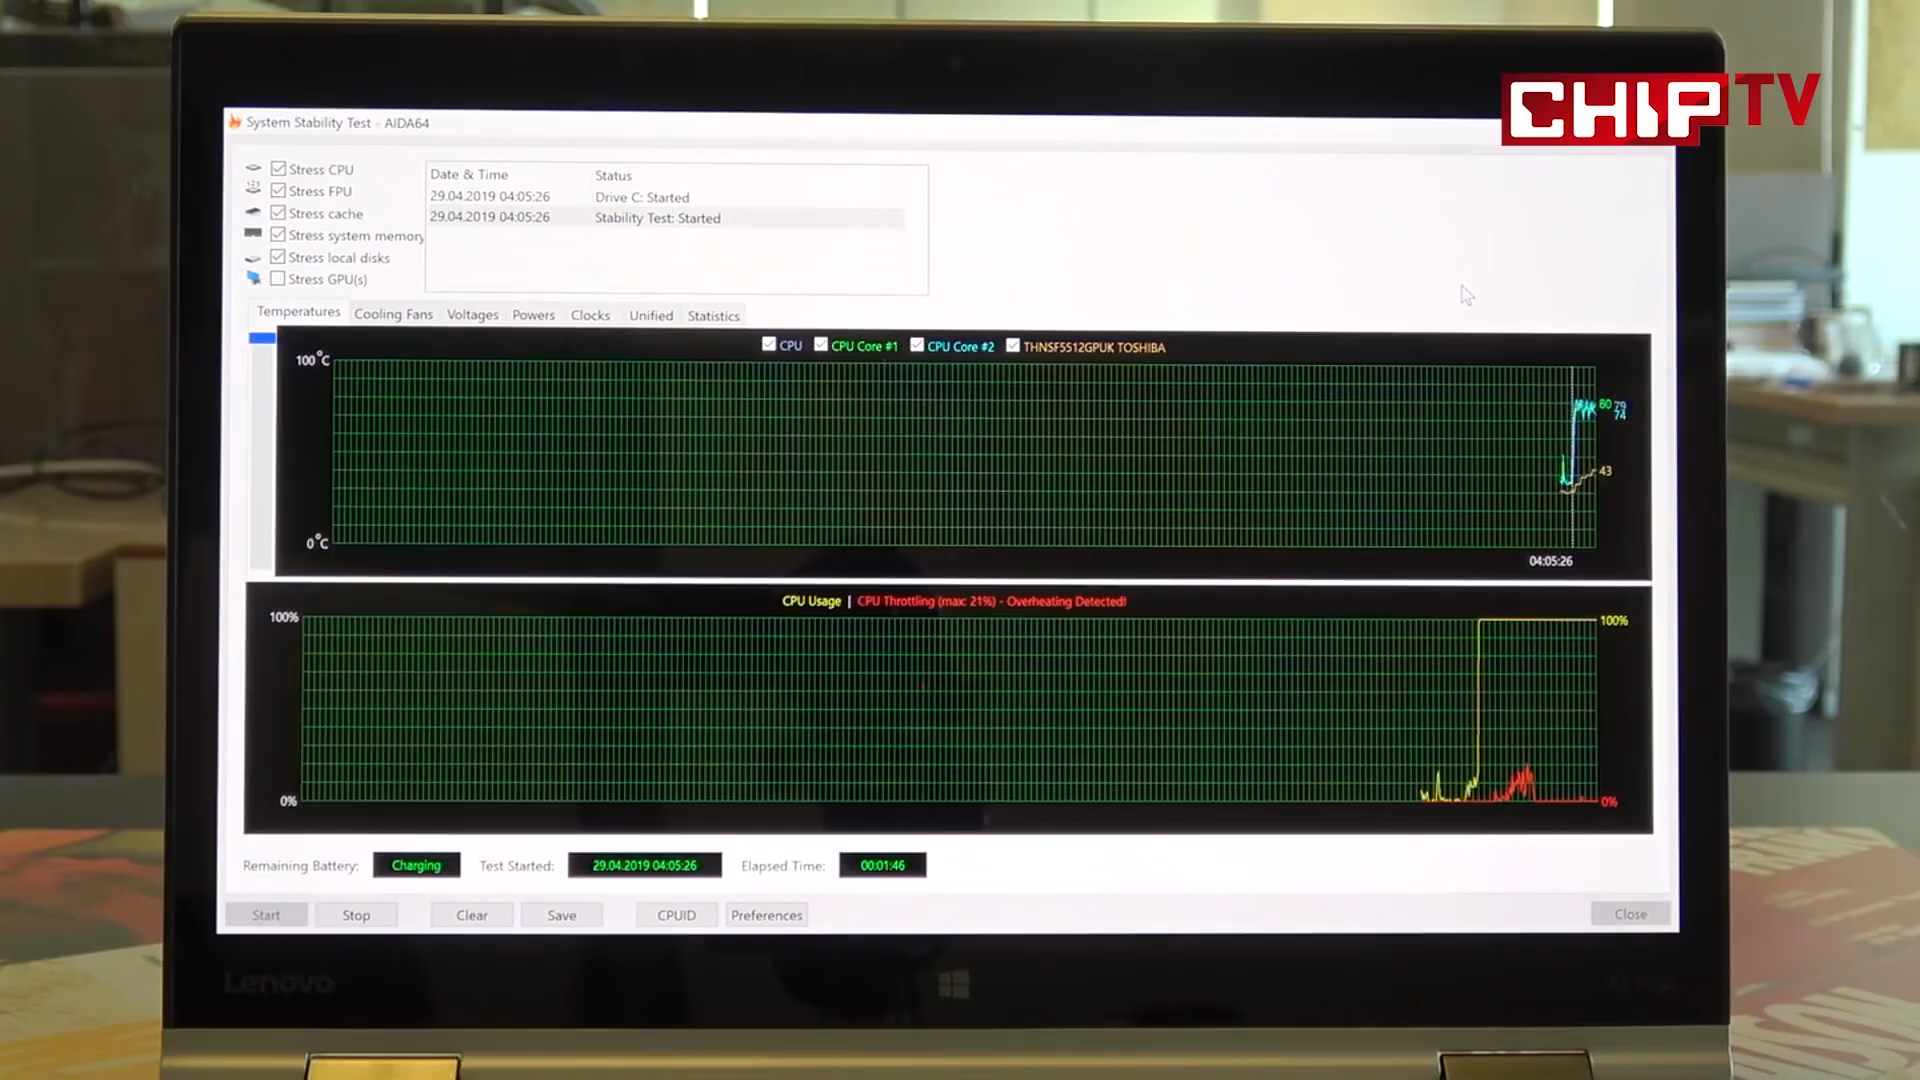 CHIP TV
System Stability Test - AIDA64
Stress CPU
Stress FPU
Stress cache
Stress system memory
Stress local disks
Stress GPU(s)
Date & Time Status
29.04.2019 04:05:26 Drive C: Started
29.04.2019 04:05:26 Stability Test: Started
Temperatures Cooling Fans Voltages Powers Clocks Unified Statistics
CPU CPU Core #1 CPU Core #2 THNSF5512GPUK TOSHIBA
100°C
80 79
74
43
0°C
04:05:26
CPU Usage | CPU Throttling (max: 21%) - Overheating Detected!
100% 100%
0% 0%
Remaining Battery: Charging Test Started: 29.04.2019 04:05:26 Elapsed Time: 00:01:46
Start Stop Clear Save CPUID Preferences Close
Lenovo